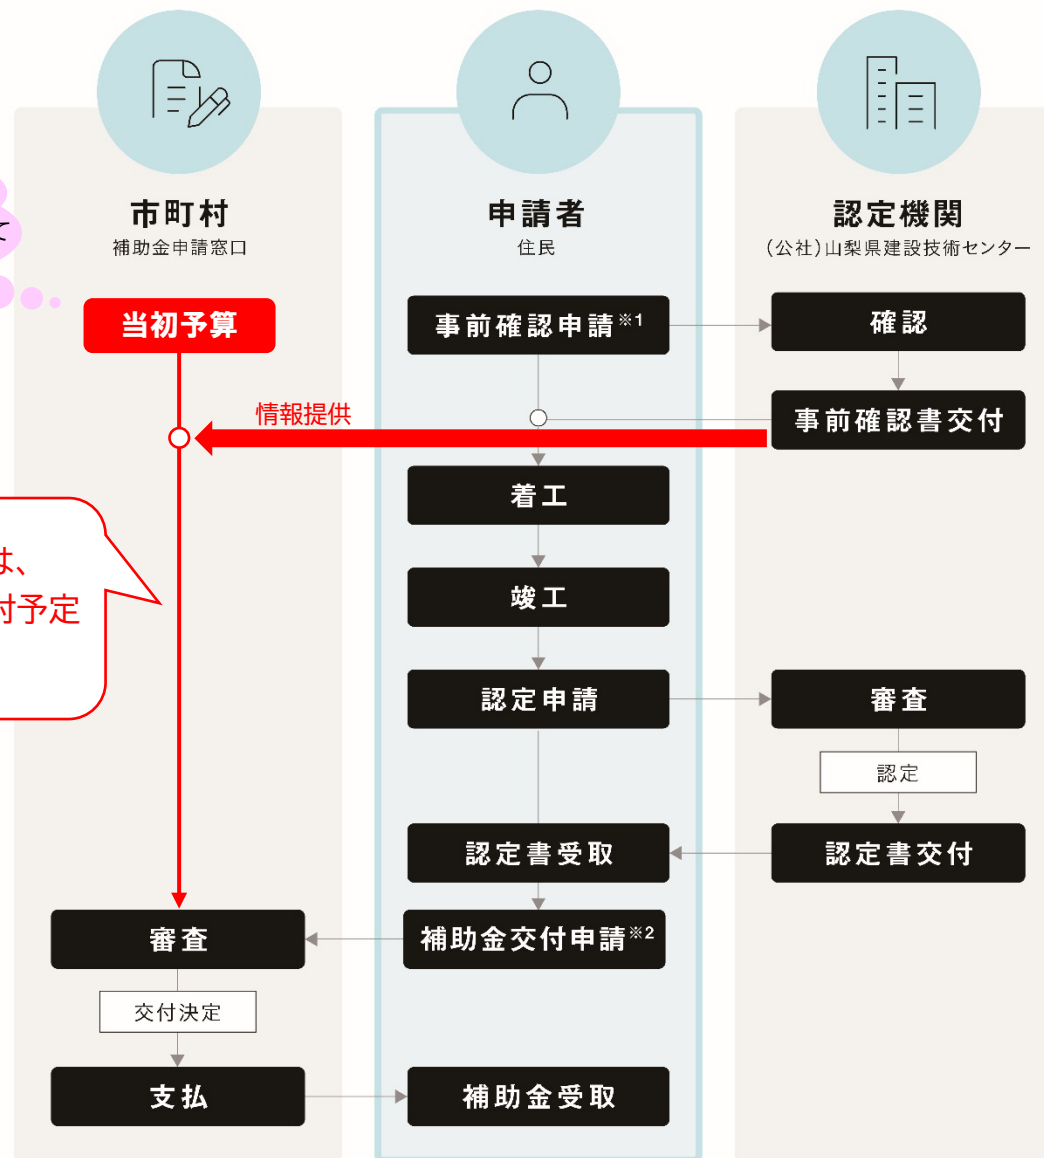 市町村
補助金申請窓口
申請者
住民
認定機関
(公社)山梨県建設技術センター
て
当初予算
事前確認申請※1
確認
情報提供
事前確認書交付
着工
は、
付予定
竣工
認定申請
審査
認定
認定書受取
認定書交付
審査
補助金交付申請※2
交付決定
支払
補助金受取